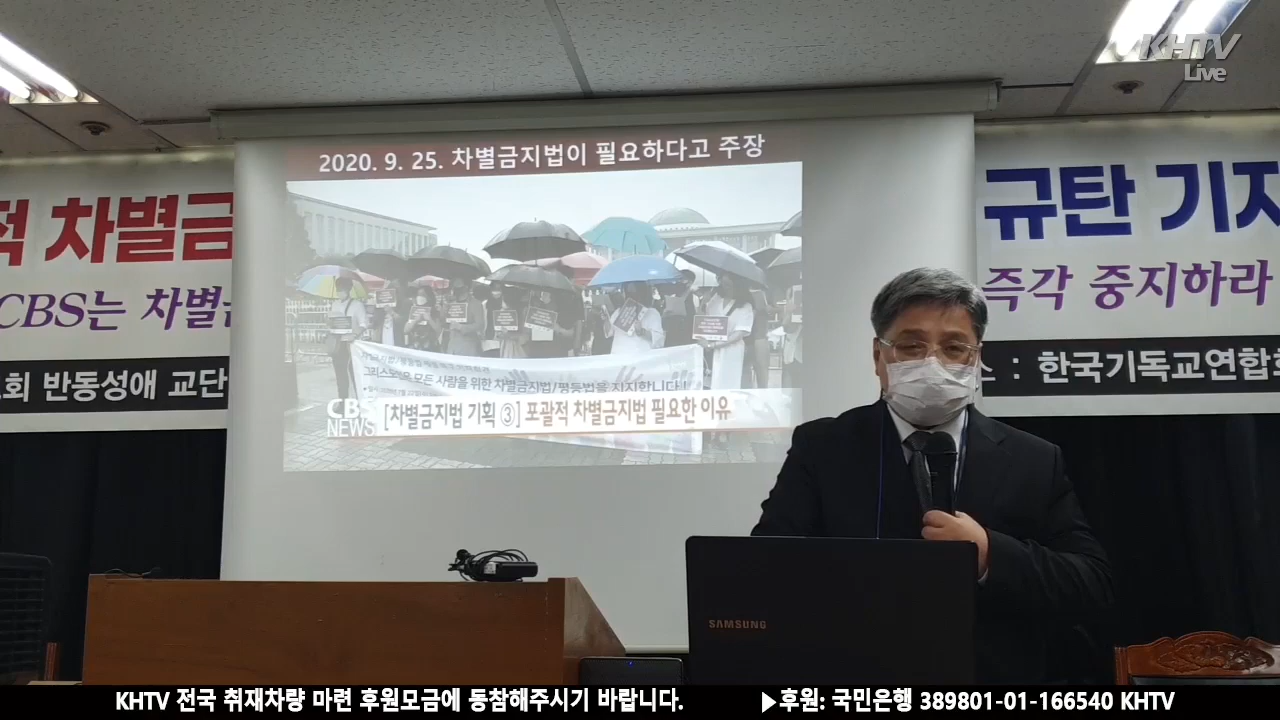 KHTV
Live
2020. 9. 25. 차별금지법이 필요하다고 주장
적 차별금
규탄 기자
CBS는 차별금
즉각 중지하라
회 반동성애 교단
: 한국기독교연합회
그리스도인은 모든 사람을 위한 차별금지법/평등법을 지지합니다!
CBS
NEWS
[차별금지법 기획 ③] 포괄적 차별금지법 필요한 이유
SAMSUNG
KHTV 전국 취재차량 마련 후원모금에 동참해주시기 바랍니다.
▶후원: 국민은행 389801-01-166540 KHTV